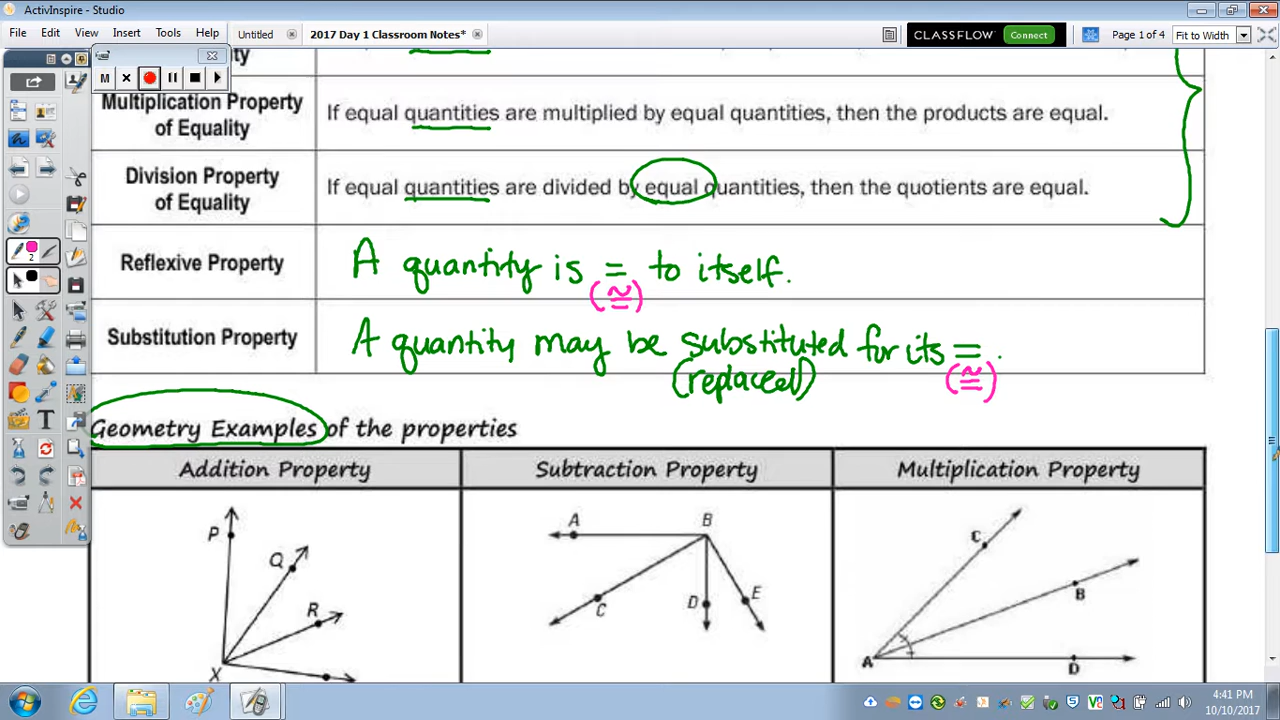 ActivInspire - Studio
File Edit View Insert Tools Help Untitled 2017 Day 1 Classroom Notes* CLASSFLOW Connect Page 1 of 4 Fit to Width
M
of Equality
Multiplication Property
of Equality
If equal quantities are multiplied by equal quantities, then the products are equal.
Division Property
of Equality
If equal quantities are divided by equal quantities, then the quotients are equal.
Reflexive Property
A quantity is = to itself.
(≅)
Substitution Property
A quantity may be substituted for its = .
(replaced) (≅)
Geometry Examples of the properties
Addition Property Subtraction Property Multiplication Property
P Q R X
A B C D E
C B A D
2
T
4:41 PM
10/10/2017